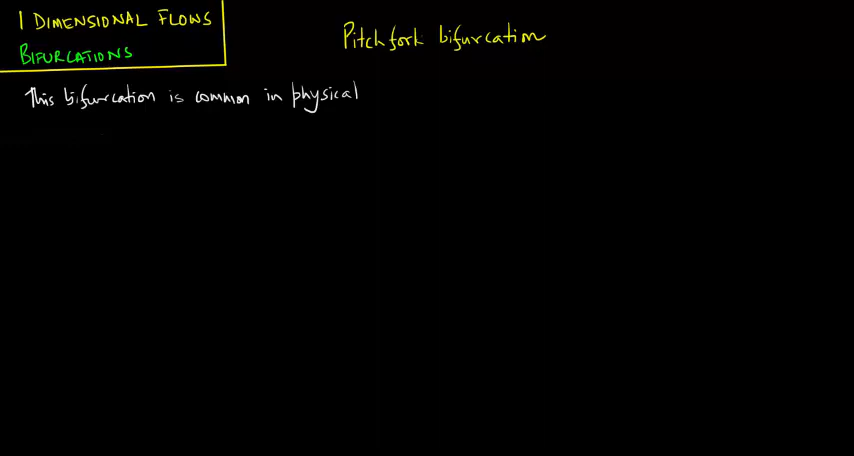 1 DIMENSIONAL FLOWS
BIFURCATIONS
Pitchfork bifurcation
This bifurcation is common in physical